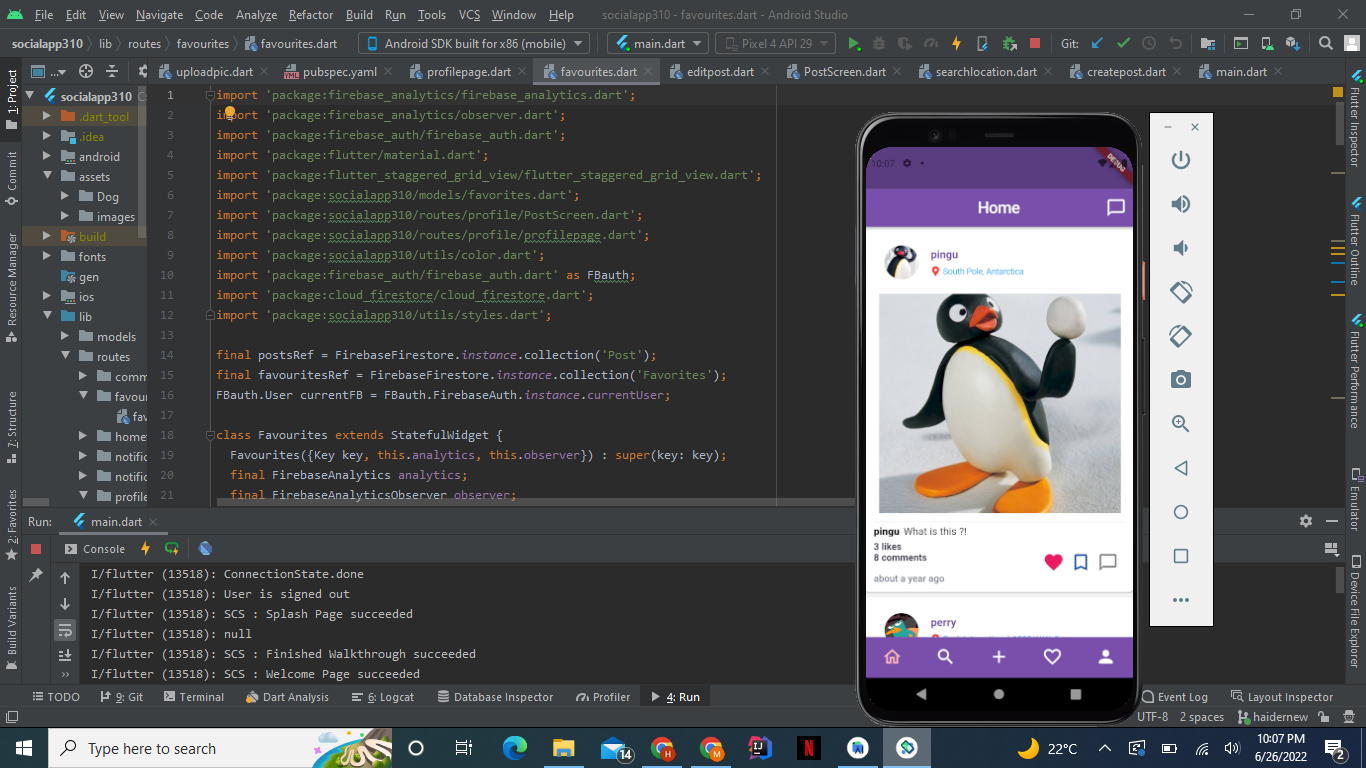 File Edit View Navigate Code Analyze Refactor Build Run Tools VCS Window Help socialapp310 - favourites.dart - Android Studio
socialapp310 lib routes favourites favourites.dart Android SDK built for x86 (mobile) main.dart Pixel 4 API 29 Git:
... uploadpic.dart pubspec.yaml profilepage.dart favourites.dart editpost.dart PostScreen.dart searchlocation.dart createpost.dart main.dart
1: Project
Commit
Resource Manager
7: Structure
2: Favorites
Build Variants
socialapp310
.dart_tool
.idea
android
assets
Dog
images
build
fonts
gen
ios
lib
models
routes
comm
favour
fav
home
notific
notific
profile
1 import 'package:firebase_analytics/firebase_analytics.dart';
2 import 'package:firebase_analytics/observer.dart';
3 import 'package:firebase_auth/firebase_auth.dart';
4 import 'package:flutter/material.dart';
5 import 'package:flutter_staggered_grid_view/flutter_staggered_grid_view.dart';
6 import 'package:socialapp310/models/favorites.dart';
7 import 'package:socialapp310/routes/profile/PostScreen.dart';
8 import 'package:socialapp310/routes/profile/profilepage.dart';
9 import 'package:socialapp310/utils/color.dart';
10 import 'package:firebase_auth/firebase_auth.dart' as FBauth;
11 import 'package:cloud_firestore/cloud_firestore.dart';
12 import 'package:socialapp310/utils/styles.dart';
13
14 final postsRef = FirebaseFirestore.instance.collection('Post');
15 final favouritesRef = FirebaseFirestore.instance.collection('Favorites');
16 FBauth.User currentFB = FBauth.FirebaseAuth.instance.currentUser;
17
18 class Favourites extends StatefulWidget {
19 Favourites({Key key, this.analytics, this.observer}) : super(key: key);
20 final FirebaseAnalytics analytics;
21 final FirebaseAnalyticsObserver observer;
10:07
DEBUG
Home
pingu
South Pole, Antarctica
pingu What is this ?!
3 likes
8 comments
about a year ago
perry
Flutter Inspector
Flutter Outline
Flutter Performance
Emulator
Device File Explorer
Run: main.dart
Console
I/flutter (13518): ConnectionState.done
I/flutter (13518): User is signed out
I/flutter (13518): SCS : Splash Page succeeded
I/flutter (13518): null
I/flutter (13518): SCS : Finished Walkthrough succeeded
I/flutter (13518): SCS : Welcome Page succeeded
TODO 9: Git Terminal Dart Analysis 6: Logcat Database Inspector Profiler 4: Run Event Log Layout Inspector
UTF-8 2 spaces haidernew
Type here to search 14 H M IJ N 22°C 10:07 PM
6/26/2022 2